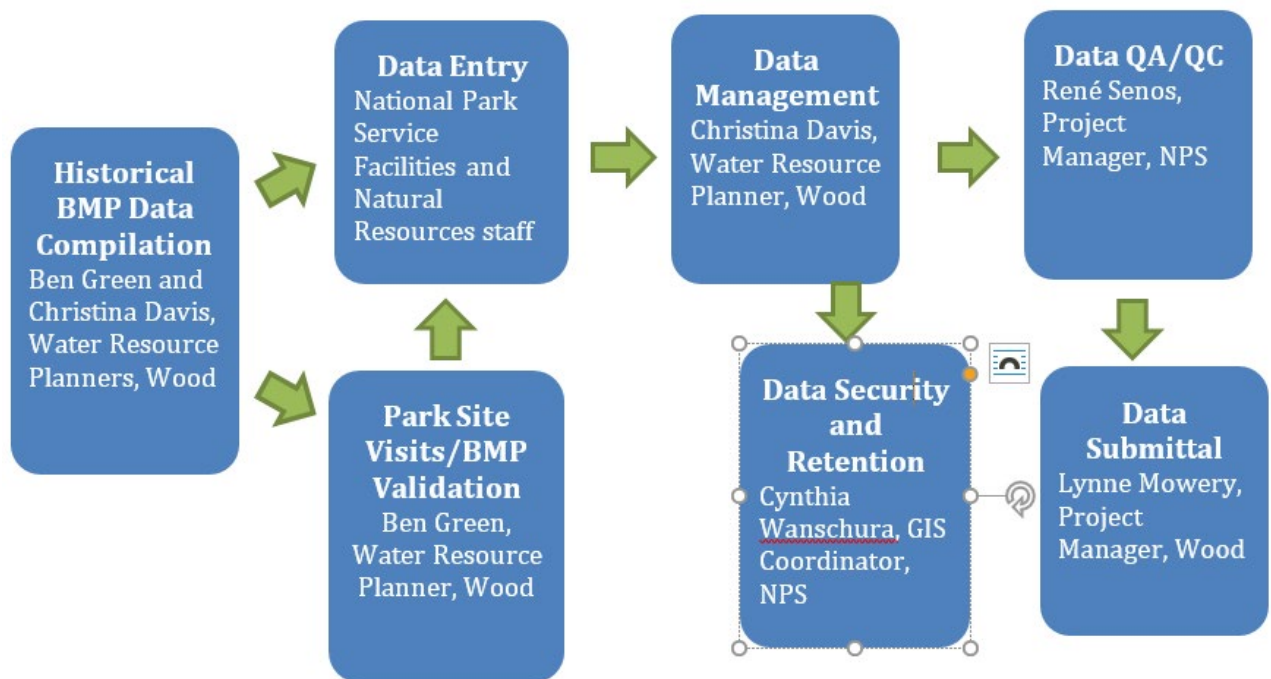 Historical
BMP Data
Compilation
Ben Green and
Christina Davis,
Water Resource
Planners, Wood
Data Entry
National Park
Service
Facilities and
Natural
Resources staff
Park Site
Visits/BMP
Validation
Ben Green,
Water Resource
Planner, Wood
Data
Management
Christina Davis,
Water Resource
Planner, Wood
Data Security
and
Retention
Cynthia
Wanschura, GIS
Coordinator,
NPS
Data QA/QC
René Senos,
Project
Manager, NPS
Data
Submittal
Lynne Mowery,
Project
Manager, Wood